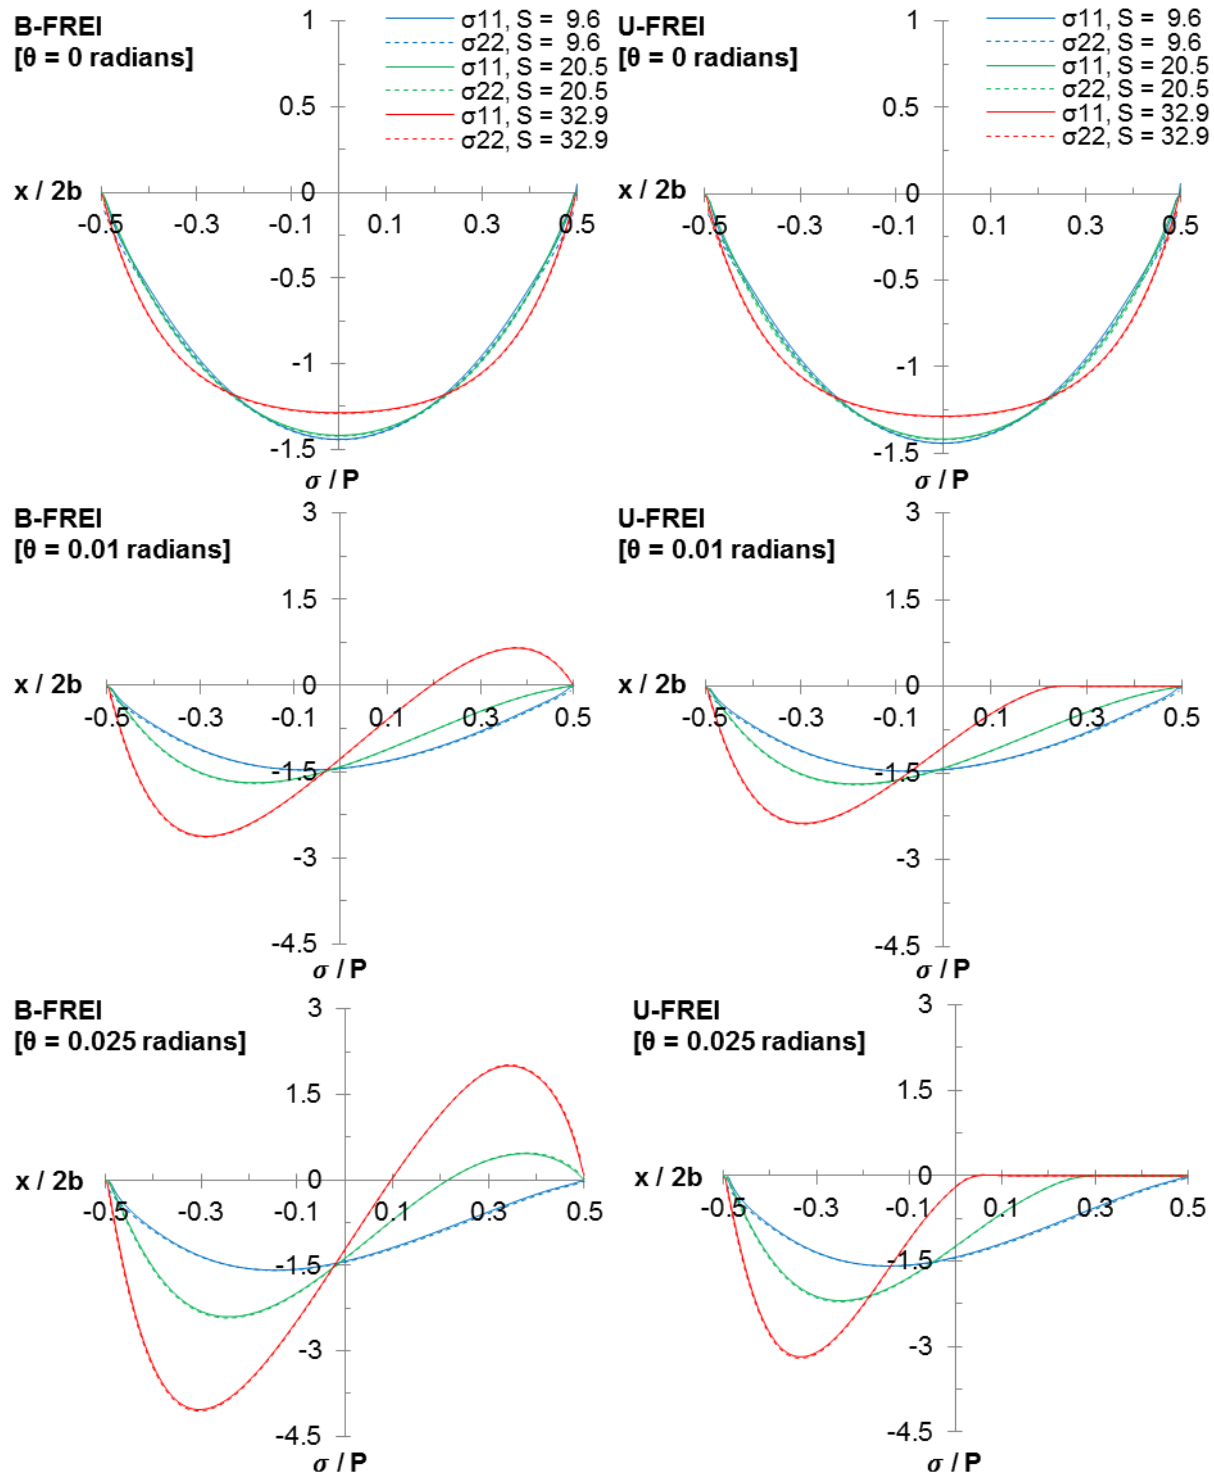 B-FREI
[θ = 0 radians]
σ11, S = 9.6
σ22, S = 9.6
σ11, S = 20.5
σ22, S = 20.5
σ11, S = 32.9
σ22, S = 32.9
1
0.5
x / 2b
0
-0.5 -0.3 -0.1 0.1 0.3 0.5
-0.5
-1
-1.5
σ / P
U-FREI
[θ = 0 radians]
σ11, S = 9.6
σ22, S = 9.6
σ11, S = 20.5
σ22, S = 20.5
σ11, S = 32.9
σ22, S = 32.9
1
0.5
x / 2b
0
-0.5 -0.3 -0.1 0.1 0.3 0.5
-0.5
-1
-1.5
σ / P
B-FREI
[θ = 0.01 radians]
3
1.5
x / 2b
0
-0.5 -0.3 -0.1 0.1 0.3 0.5
-1.5
-3
-4.5
σ / P
U-FREI
[θ = 0.01 radians]
3
1.5
x / 2b
0
-0.5 -0.3 -0.1 0.1 0.3 0.5
-1.5
-3
-4.5
σ / P
B-FREI
[θ = 0.025 radians]
3
1.5
x / 2b
0
-0.5 -0.3 -0.1 0.1 0.3 0.5
-1.5
-3
-4.5
σ / P
U-FREI
[θ = 0.025 radians]
3
1.5
x / 2b
0
-0.5 -0.3 -0.1 0.1 0.3 0.5
-1.5
-3
-4.5
σ / P